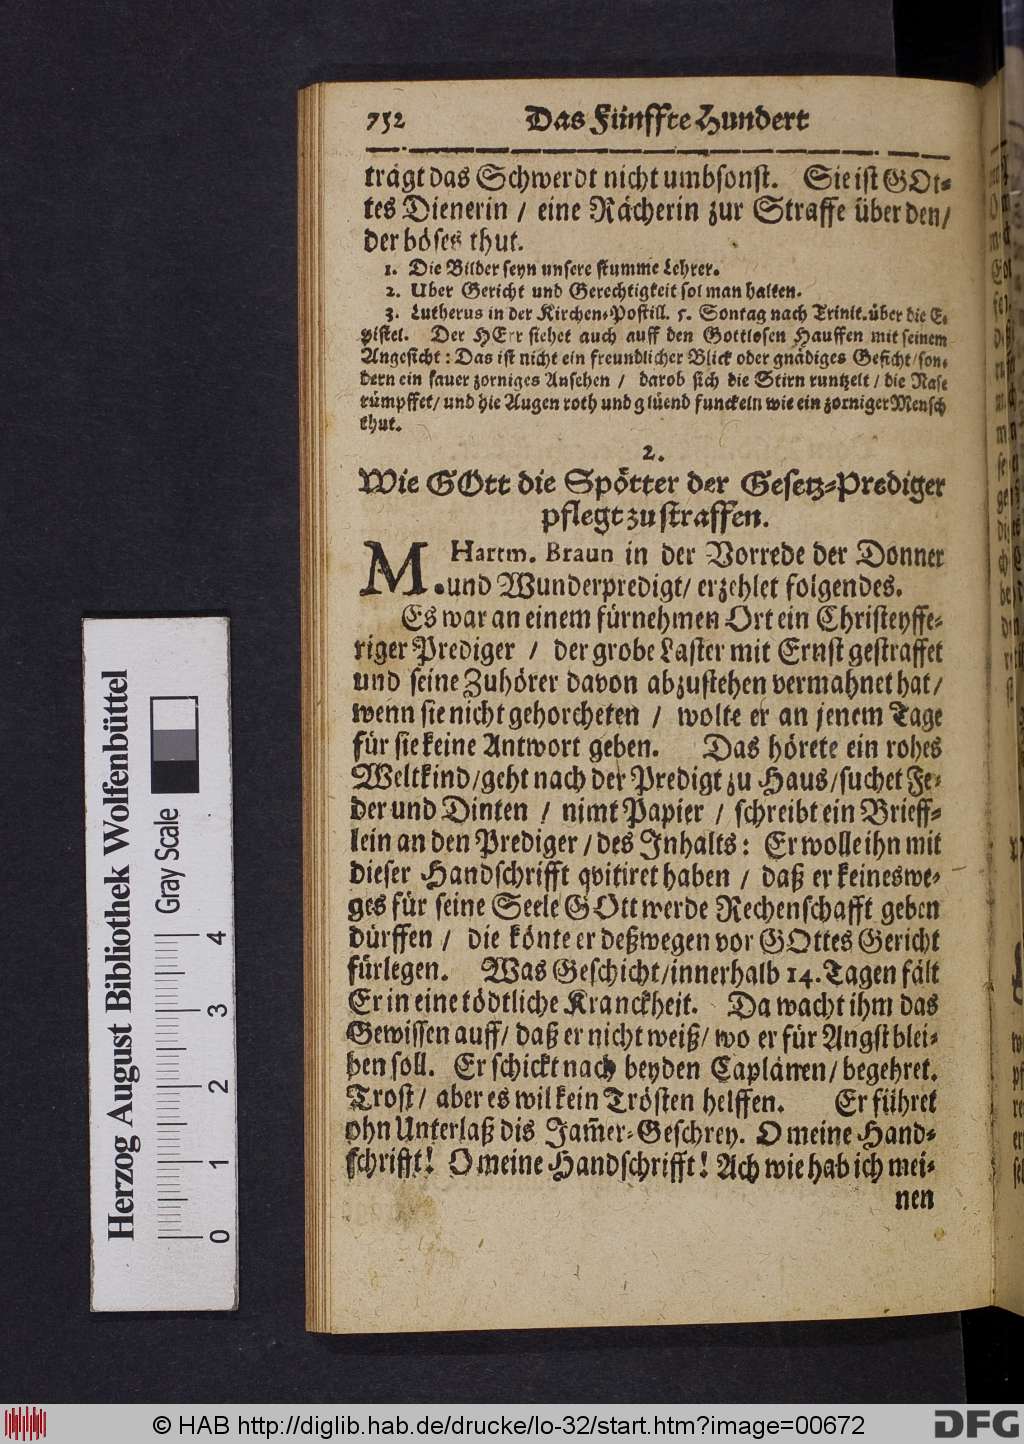 752 Das Fünffte Hundert
trägt das Schwerdt nicht umbsonst. Sie ist GOt-
tes Dienerin / eine Rächerin zur Straffe über den/
der böses thut.
1. Die Bilder seyn unsere stumme Lehrer.
2. Uber Gericht und Gerechtigkeit sol man halten.
3. Lutherus in der Kirchen-Postill. 5. Sontag nach Trinit. über die E-
pistel. Der HErr siehet auch auff den Gottlosen Hauffen mit seinem
Angesicht: Das ist nicht ein freundlicher Blick oder gnädiges Gesicht/ son-
dern ein sauer zorniges Ansehen / darob sich die Stirn runtzelt / die Nase
rümpffet/ und die Augen roth und glüend funckeln wie ein zorniger Mensch
thut.
2.
Wie GOtt die Spötter der Gesetz-Prediger
pflegt zu straffen.
M. Hartm. Braun in der Vorrede der Donner
und Wunderpredigt/ erzehlet folgendes.
Es war an einem fürnehmen Ort ein Christeyffe-
riger Prediger / der grobe Laster mit Ernst gestraffet
und seine Zuhörer davon abzustehen vermahnet hat/
wenn sie nicht gehorcheten / wolte er an jenem Tage
für sie keine Antwort geben. Das hörete ein rohes
Weltkind/ geht nach der Predigt zu Haus/ suchet Fe-
der und Dinten / nimt Papier / schreibt ein Brieff-
lein an den Prediger / des Inhalts: Er wolle ihn mit
dieser Handschrifft qvitiret haben / daß er keineswe-
ges für seine Seele GOtt werde Rechenschafft geben
dürffen / die könte er deßwegen vor GOttes Gericht
fürlegen. Was Geschicht/ innerhalb 14. Tagen fält
Er in eine tödtliche Kranckheit. Da wacht ihm das
Gewissen auff/ daß er nicht weiß/ wo er für Angst blei-
ben soll. Er schickt nach beyden Caplänen/ begehret.
Trost/ aber es wil kein Trösten helffen. Er führet
ohn Unterlaß dis Jam̃er-Geschrey. O meine Hand-
schrifft! O meine Handschrifft! Ach wie hab ich mei-
nen
Herzog August Bibliothek Wolfenbüttel
Gray Scale
0 1 2 3 4
© HAB http://diglib.hab.de/drucke/lo-32/start.htm?image=00672
DFG